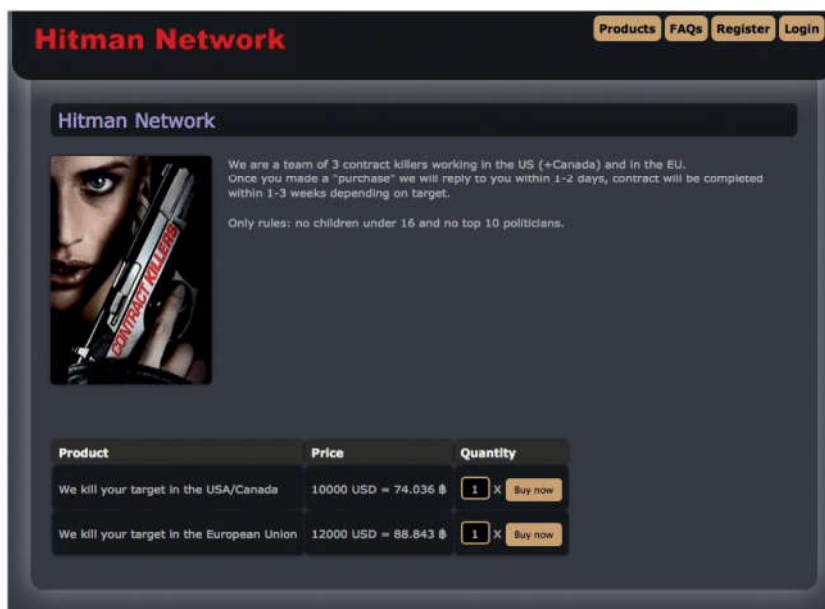 Hitman Network
Products FAQs Register Login
Hitman Network
We are a team of 3 contract killers working in the US (+Canada) and in the EU.
Once you made a "purchase" we will reply to you within 1-2 days, contract will be completed
within 1-3 weeks depending on target.
Only rules: no children under 16 and no top 10 politicians.
CONTRACT KILLERS
Product Price Quantity
We kill your target in the USA/Canada 10000 USD = 74.036 ฿ 1 X Buy now
We kill your target in the European Union 12000 USD = 88.843 ฿ 1 X Buy now